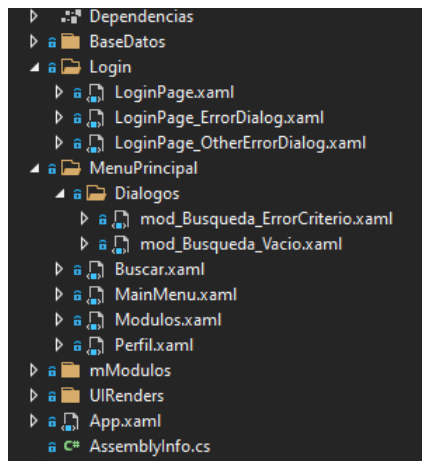 Dependencias
BaseDatos
Login
LoginPage.xaml
LoginPage_ErrorDialog.xaml
LoginPage_OtherErrorDialog.xaml
MenuPrincipal
Dialogos
mod_Busqueda_ErrorCriterio.xaml
mod_Busqueda_Vacio.xaml
Buscar.xaml
MainMenu.xaml
Modulos.xaml
Perfil.xaml
mModulos
UIRenders
App.xaml
C# AssemblyInfo.cs